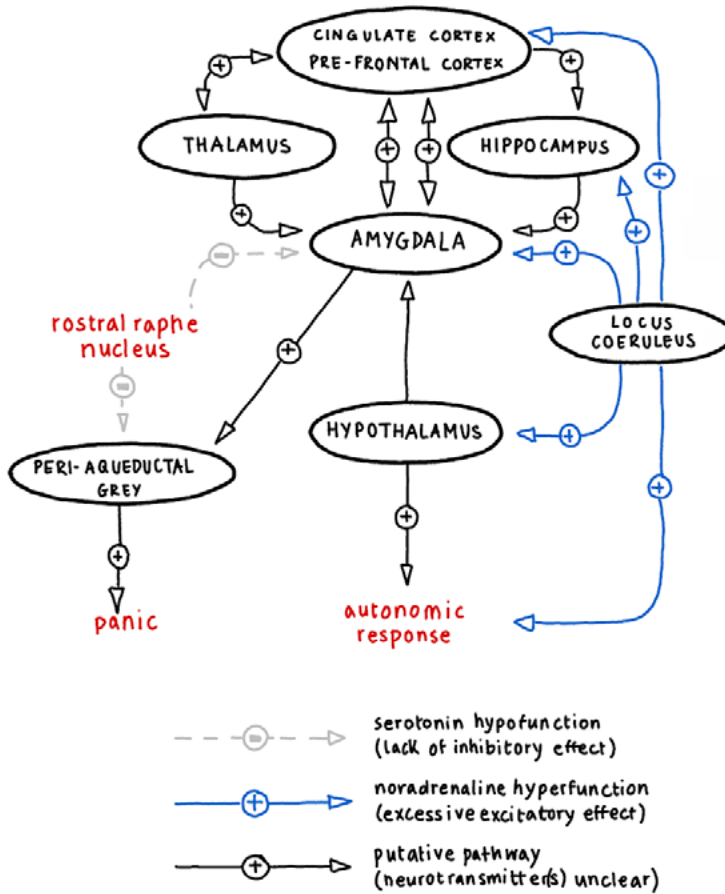 CINGULATE CORTEX
PRE-FRONTAL CORTEX
THALAMUS
HIPPOCAMPUS
AMYGDALA
rostral raphe
nucleus
LOCUS
COERULEUS
HYPOTHALAMUS
PERI-AQUEDUCTAL
GREY
panic
autonomic
response
serotonin hypofunction
(lack of inhibitory effect)
noradrenaline hyperfunction
(excessive excitatory effect)
putative pathway
(neurotransmitter(s) unclear)